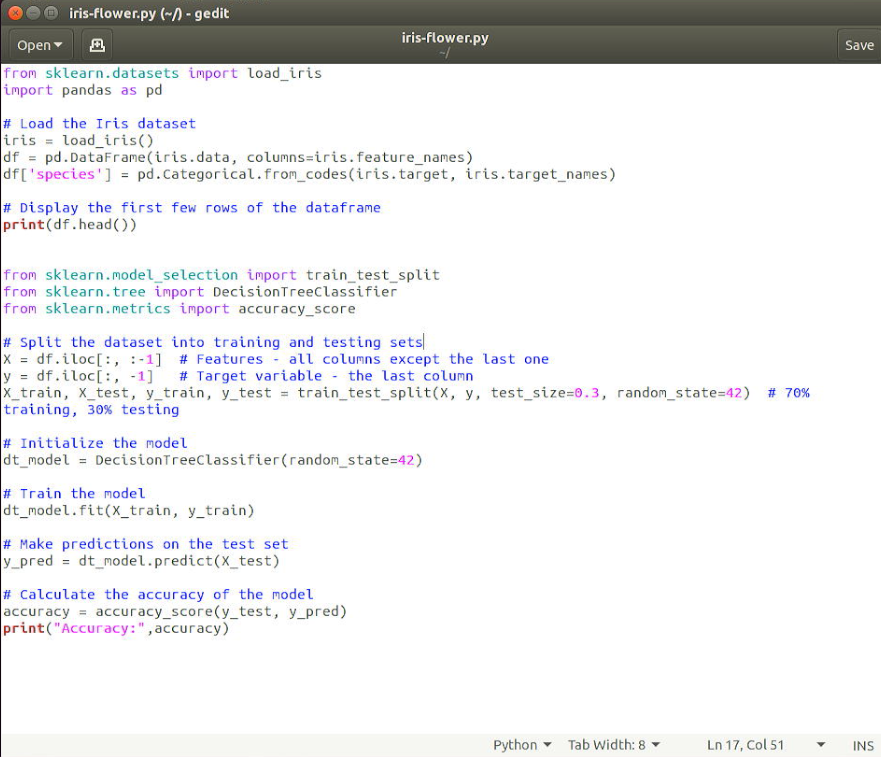 iris-flower.py (~/) - gedit
Open
iris-flower.py
~/
Save
from sklearn.datasets import load_iris
import pandas as pd
# Load the Iris dataset
iris = load_iris()
df = pd.DataFrame(iris.data, columns=iris.feature_names)
df['species'] = pd.Categorical.from_codes(iris.target, iris.target_names)
# Display the first few rows of the dataframe
print(df.head())
from sklearn.model_selection import train_test_split
from sklearn.tree import DecisionTreeClassifier
from sklearn.metrics import accuracy_score
# Split the dataset into training and testing sets
X = df.iloc[:, :-1]  # Features - all columns except the last one
y = df.iloc[:, -1]   # Target variable - the last column
X_train, X_test, y_train, y_test = train_test_split(X, y, test_size=0.3, random_state=42)  # 70%
training, 30% testing
# Initialize the model
dt_model = DecisionTreeClassifier(random_state=42)
# Train the model
dt_model.fit(X_train, y_train)
# Make predictions on the test set
y_pred = dt_model.predict(X_test)
# Calculate the accuracy of the model
accuracy = accuracy_score(y_test, y_pred)
print("Accuracy:",accuracy)
Python
Tab Width: 8
Ln 17, Col 51
INS